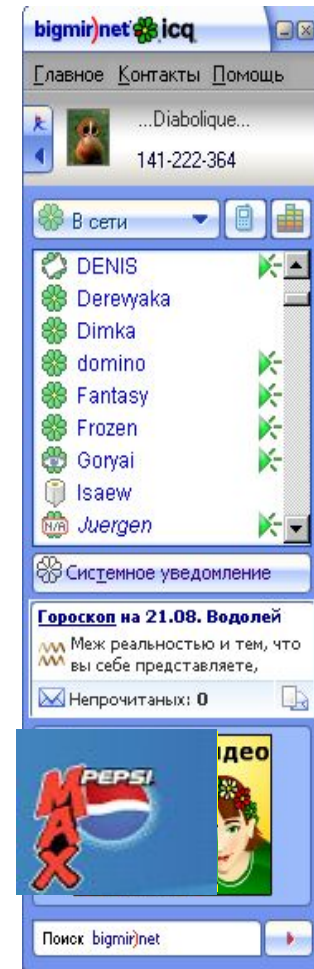 bigmir)net icq
Главное Контакты Помощь
...Diabolique...
141-222-364
В сети
DENIS
Derewyaka
Dimka
domino
Fantasy
Frozen
Goryai
Isaew
N/A Juergen
Системное уведомление
Гороскоп на 21.08. Водолей
Меж реальностью и тем, что
вы себе представляете,
Непрочитаных: 0
PEPSI
MAX
Поиск bigmir)net